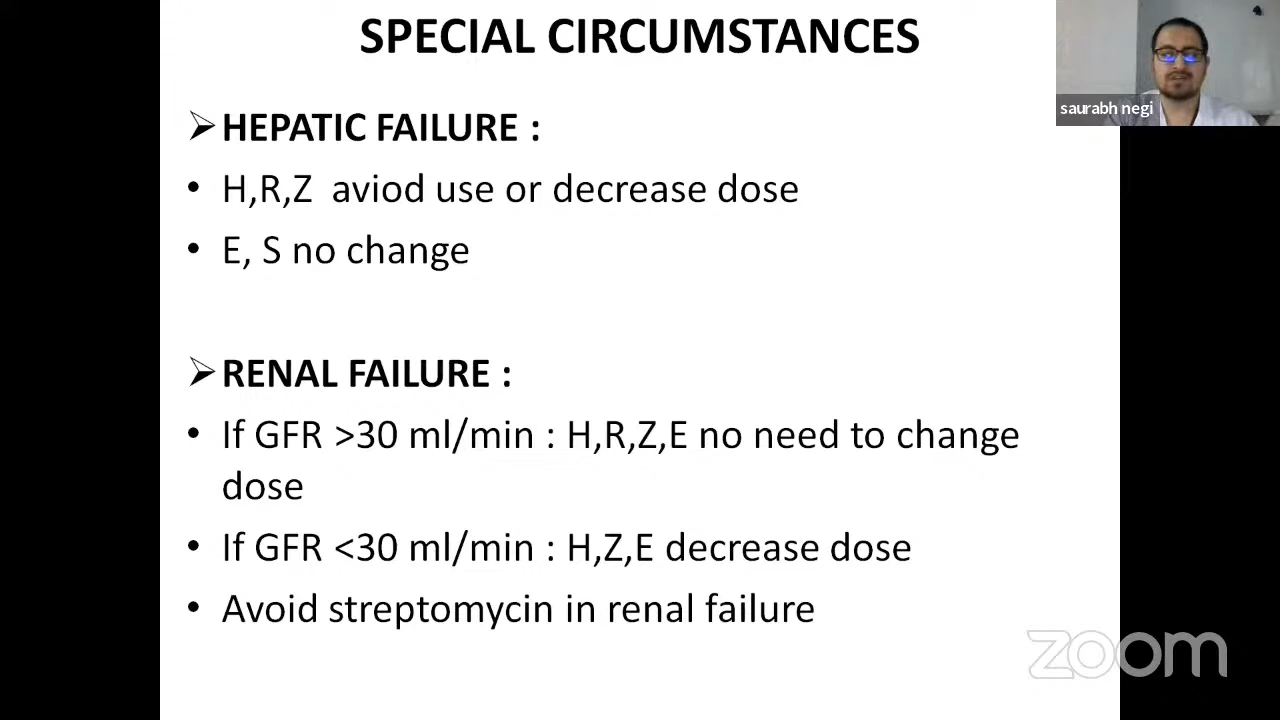 SPECIAL CIRCUMSTANCES
saurabh negi
➢HEPATIC FAILURE :
• H,R,Z aviod use or decrease dose
• E, S no change
➢RENAL FAILURE :
• If GFR >30 ml/min : H,R,Z,E no need to change
dose
• If GFR <30 ml/min : H,Z,E decrease dose
• Avoid streptomycin in renal failure
zoom